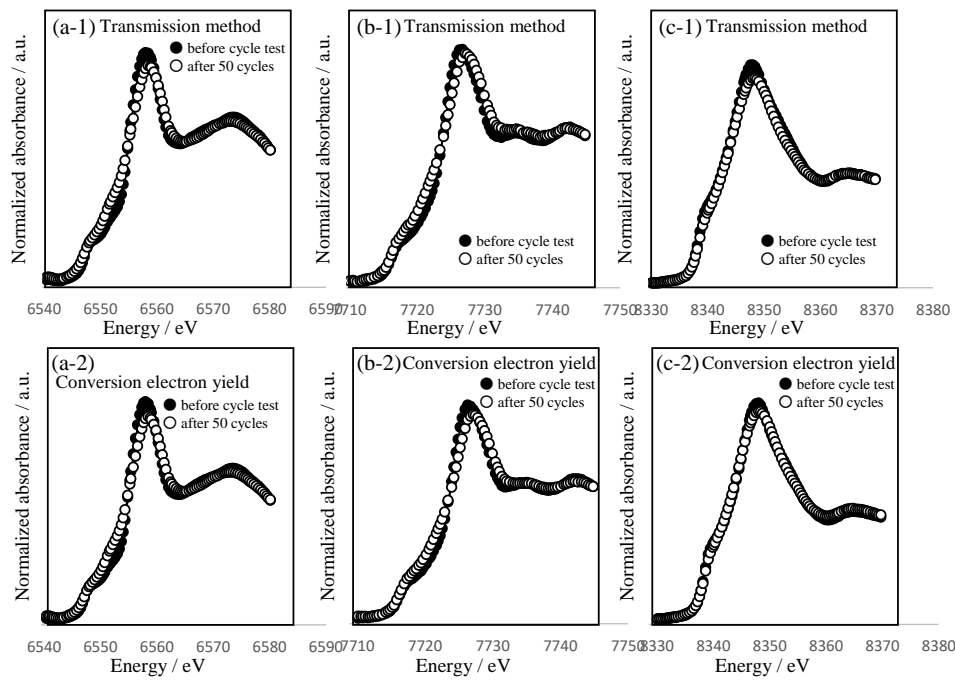 (a-1) Transmission method
before cycle test
after 50 cycles
Normalized absorbance / a.u.
6540 6550 6560 6570 6580 6590
Energy / eV
(b-1) Transmission method
before cycle test
after 50 cycles
Normalized absorbance / a.u.
7710 7720 7730 7740 7750
Energy / eV
(c-1) Transmission method
before cycle test
after 50 cycles
Normalized absorbance / a.u.
8330 8340 8350 8360 8370 8380
Energy / eV
(a-2)
Conversion electron yield
before cycle test
after 50 cycles
Normalized absorbance / a.u.
6540 6550 6560 6570 6580 6590
Energy / eV
(b-2) Conversion electron yield
before cycle test
after 50 cycles
Normalized absorbance / a.u.
7710 7720 7730 7740 7750
Energy / eV
(c-2) Conversion electron yield
before cycle test
after 50 cycles
Normalized absorbance / a.u.
8330 8340 8350 8360 8370 8380
Energy / eV